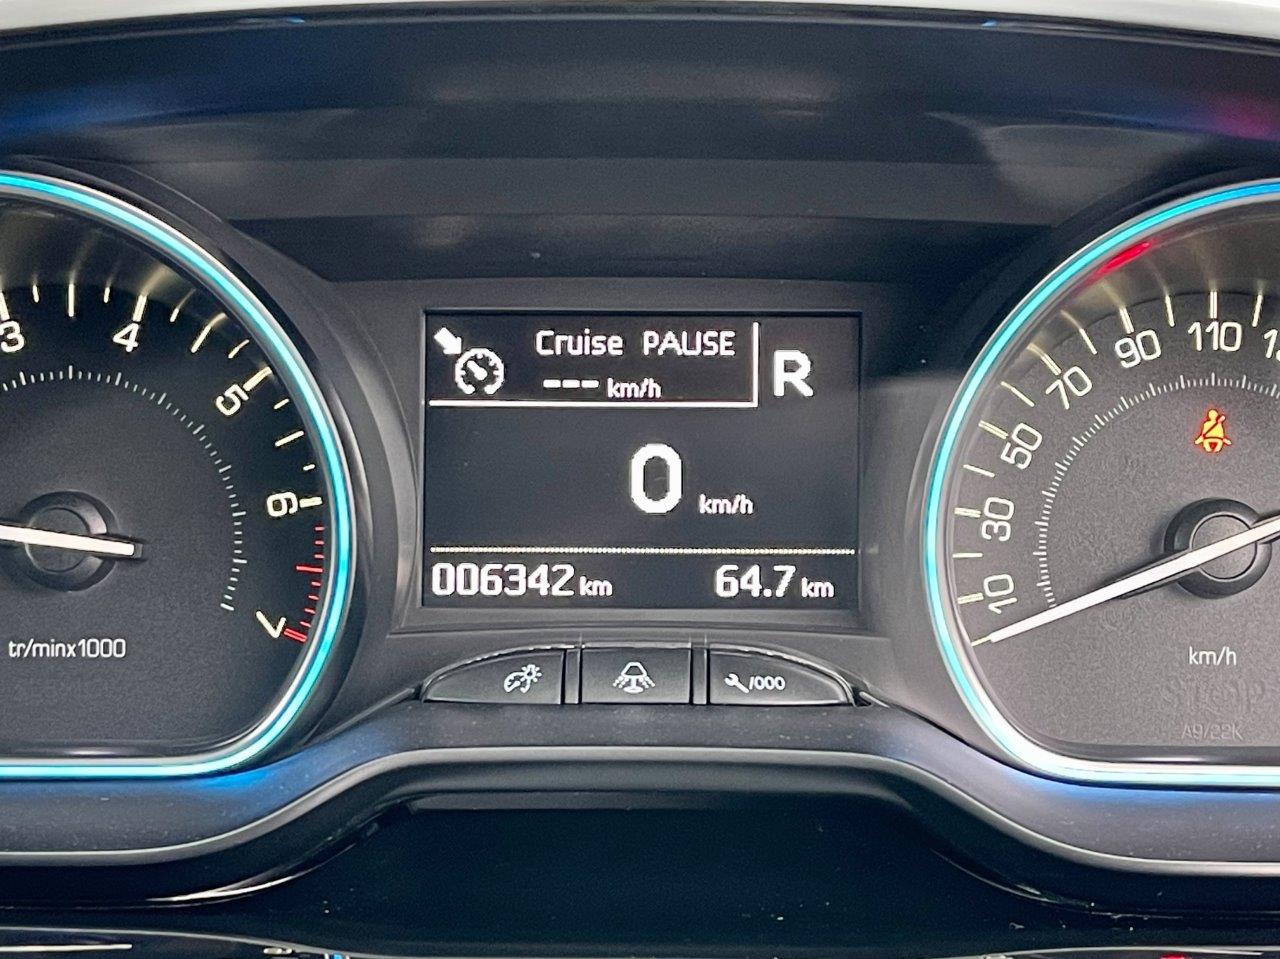 Cruise PAUSE
--- km/h
R
0 km/h
006342 km 64.7 km
/000
3
4
5
6
7
tr/minx1000
10
30
50
70
90
110
km/h
STOP
A9/22K